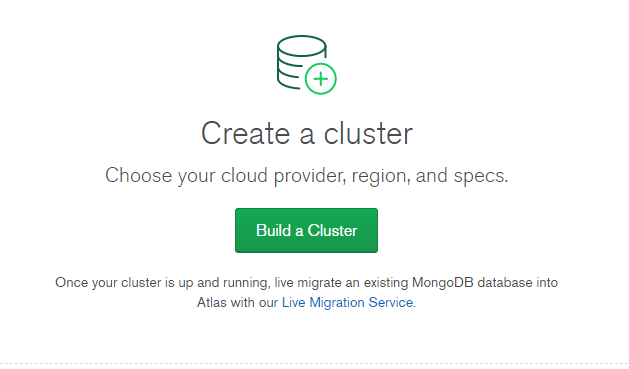 Create a cluster
Choose your cloud provider, region, and specs.
Build a Cluster
Once your cluster is up and running, live migrate an existing MongoDB database into
Atlas with our Live Migration Service.